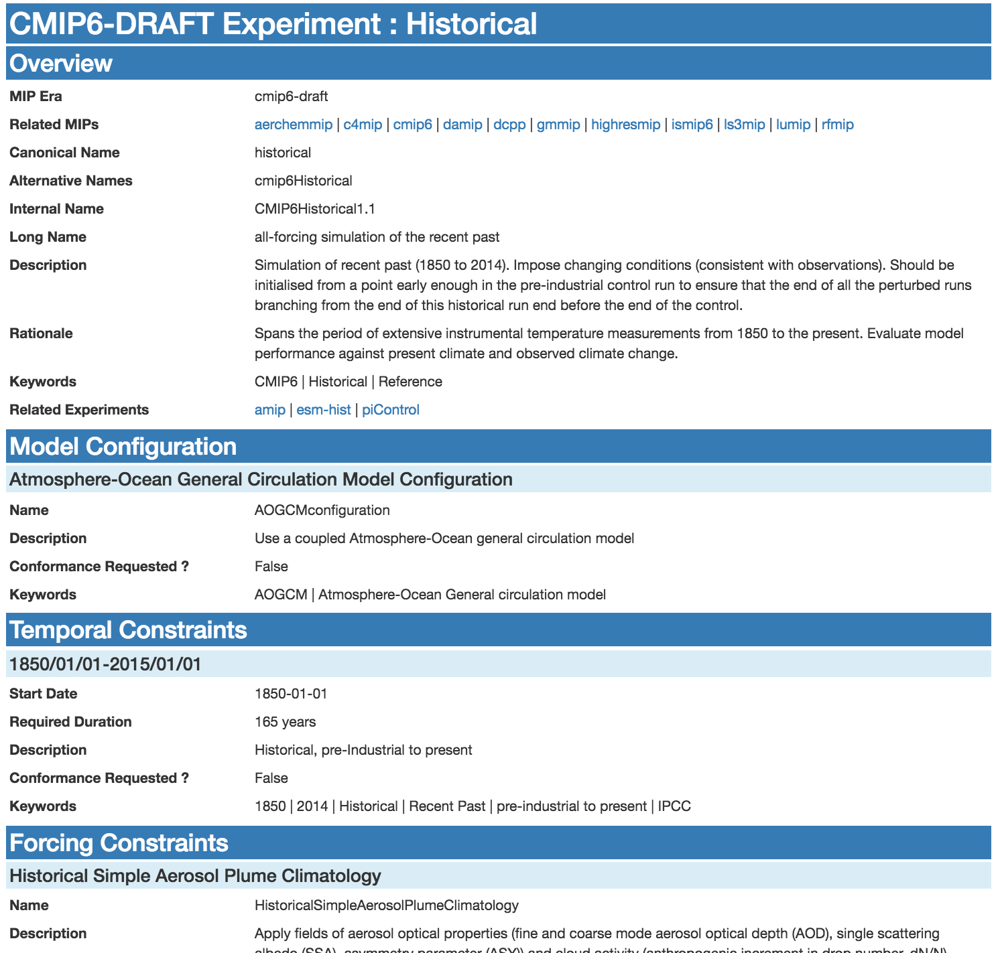 CMIP6-DRAFT Experiment : Historical
Overview
MIP Era cmip6-draft
Related MIPs aerchemmip | c4mip | cmip6 | damip | dcpp | gmmip | highresmip | ismip6 | ls3mip | lumip | rfmip
Canonical Name historical
Alternative Names cmip6Historical
Internal Name CMIP6Historical1.1
Long Name all-forcing simulation of the recent past
Description Simulation of recent past (1850 to 2014). Impose changing conditions (consistent with observations). Should be
initialised from a point early enough in the pre-industrial control run to ensure that the end of all the perturbed runs
branching from the end of this historical run end before the end of the control.
Rationale Spans the period of extensive instrumental temperature measurements from 1850 to the present. Evaluate model
performance against present climate and observed climate change.
Keywords CMIP6 | Historical | Reference
Related Experiments amip | esm-hist | piControl
Model Configuration
Atmosphere-Ocean General Circulation Model Configuration
Name AOGCMconfiguration
Description Use a coupled Atmosphere-Ocean general circulation model
Conformance Requested ? False
Keywords AOGCM | Atmosphere-Ocean General circulation model
Temporal Constraints
1850/01/01-2015/01/01
Start Date 1850-01-01
Required Duration 165 years
Description Historical, pre-Industrial to present
Conformance Requested ? False
Keywords 1850 | 2014 | Historical | Recent Past | pre-industrial to present | IPCC
Forcing Constraints
Historical Simple Aerosol Plume Climatology
Name HistoricalSimpleAerosolPlumeClimatology
Description Apply fields of aerosol optical properties (fine and coarse mode aerosol optical depth (AOD), single scattering
albedo (SSA), asymmetry parameter (ASY)) and cloud activity (anthropogenic increment in drop number, dN/N)